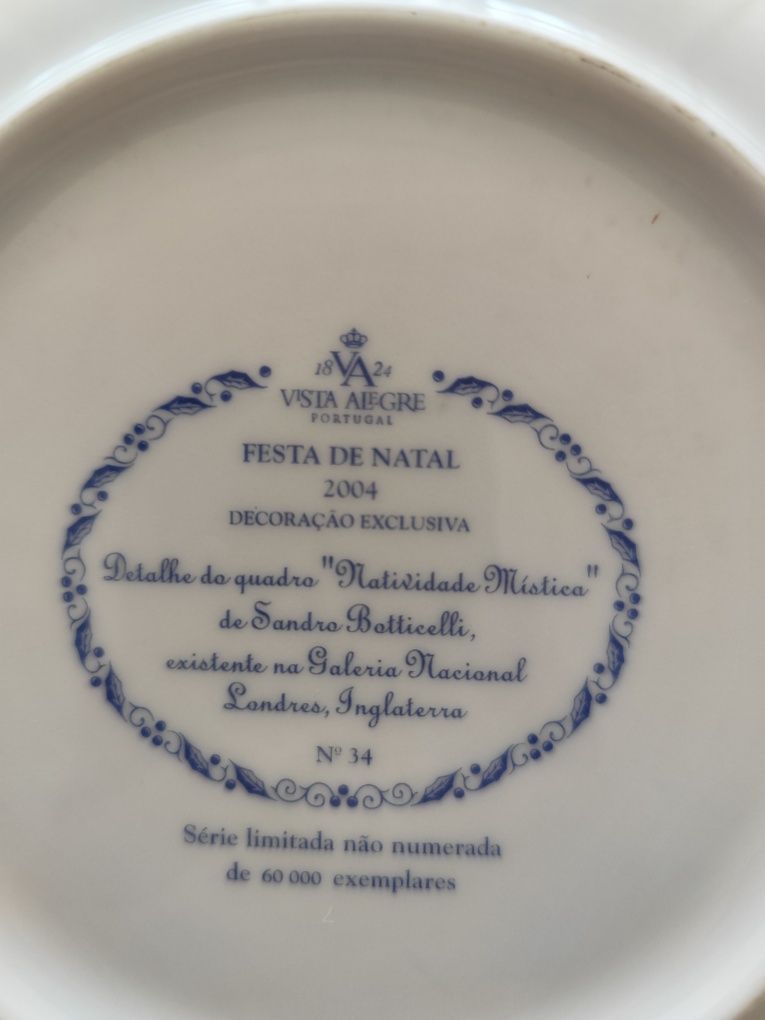 18 VA 24
VISTA ALEGRE
PORTUGAL
FESTA DE NATAL
2004
DECORAÇÃO EXCLUSIVA
Detalhe do quadro "Natividade Mística"
de Sandro Botticelli,
existente na Galeria Nacional
Londres, Inglaterra
Nº 34
Série limitada não numerada
de 60 000 exemplares